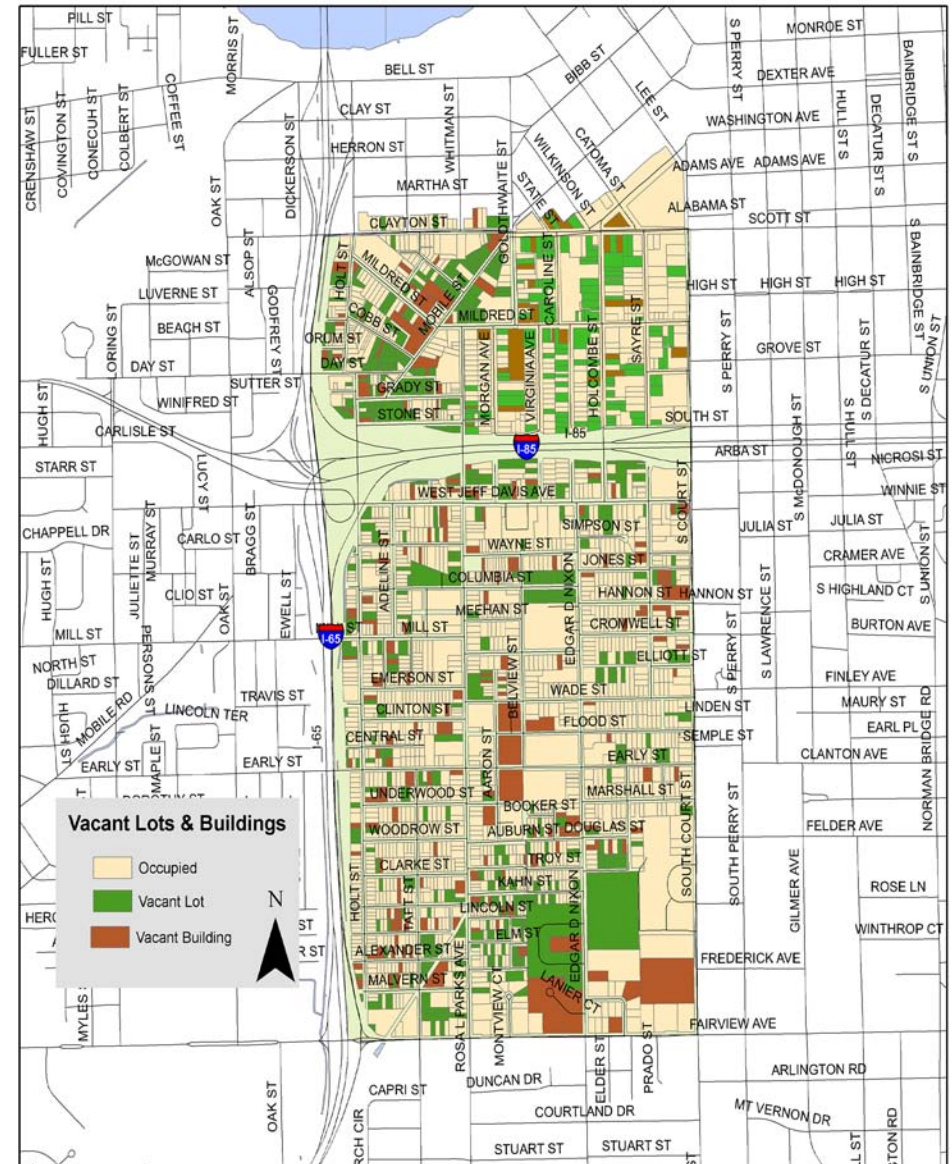 PILL ST
FULLER ST
MORRIS ST
BELL ST
BIBB ST
S PERRY ST
MONROE ST
DEXTER AVE
BAINBRIDGE ST S
CRENSHAW ST
COVINGTON ST
CONECUH ST
COLBERT ST
COFFEE ST
CLAY ST
WHITMAN ST
LEE ST
HULL ST S
DECATUR ST S
WASHINGTON AVE
DICKERSON ST
HERRON ST
WILKINSON ST
CATOMA ST
ADAMS AVE
ADAMS AVE
OAK ST
MARTHA ST
GOLDTHWAITE ST
STATE ST
ALABAMA ST
SCOTT ST
CLAYTON ST
CAROLINE ST
S BAINBRIDGE ST
McGOWAN ST
ALSOP ST
HOLT ST
MILDRED ST
MOBILE ST
HIGH ST
HIGH ST
HIGH ST
LUVERNE ST
GODFREY ST
COBB ST
MILDRED ST
LORING ST
BEACH ST
ORUM ST
MORGAN AVE
VIRGINIA AVE
HOLCOMBE ST
SAYRE ST
S PERRY ST
GROVE ST
S DECATUR ST
S UNION ST
DAY ST
DAY ST
HUGH ST
SUTTER ST
GRADY ST
WINIFRED ST
STONE ST
SOUTH ST
S McDONOUGH ST
S HULL ST
CARLISLE ST
I-85
I-85
ARBA ST
NICROSI ST
STARR ST
LUCY ST
WEST JEFF DAVIS AVE
S COURT ST
WINNIE ST
CHAPPELL DR
JULIETTE ST
MURRAY ST
CARLO ST
BRAGG ST
ADELINE ST
SIMPSON ST
JULIA ST
JULIA ST
WAYNE ST
CRAMER AVE
HUGH ST
COLUMBIA ST
JONES ST
S UNION ST
CLIO ST
OAK ST
EWELL ST
EDGAR D NIXON
HANNON ST
HANNON ST
S LAWRENCE ST
S HIGHLAND CT
MEEHAN ST
MILL ST
PERSONS ST
I-65
ST
MILL ST
CROMWELL ST
S PERRY ST
BURTON AVE
NORTH ST
BELVIEW ST
ELLIOTT ST
DILLARD ST
EMERSON ST
WADE ST
FINLEY AVE
HUGH ST
MOBILE RD
TRAVIS ST
CLINTON ST
LINDEN ST
MAURY ST
NORMAN BRIDGE RD
LINCOLN TER
FLOOD ST
EARL PL
I-65
CENTRAL ST
SEMPLE ST
MAPLE ST
AARON ST
EARLY ST
CLANTON AVE
EARLY ST
EARLY ST
DOROTHY ST
UNDERWOOD ST
MARSHALL ST
BOOKER ST
SOUTH COURT ST
SOUTH PERRY ST
Vacant Lots & Buildings
WOODROW ST
AUBURN ST
DOUGLAS ST
FELDER AVE
Occupied
CLARKE ST
TROY ST
GILMER AVE
N
HOLT ST
TAFT ST
KAHN ST
ROSE LN
Vacant Lot
LINCOLN ST
ST
ELM ST
EDGAR D NIXON
WINTHROP CT
Vacant Building
ALEXANDER ST
ROSA L PARKS AVE
FREDERICK AVE
MALVERN ST
LANIER CT
MONTVIEW CT
FAIRVIEW AVE
ELDER ST
PRADO ST
ARLINGTON RD
OAK ST
CAPRI ST
DUNCAN DR
COURTLAND DR
MT VERNON DR
STUART ST
STUART ST